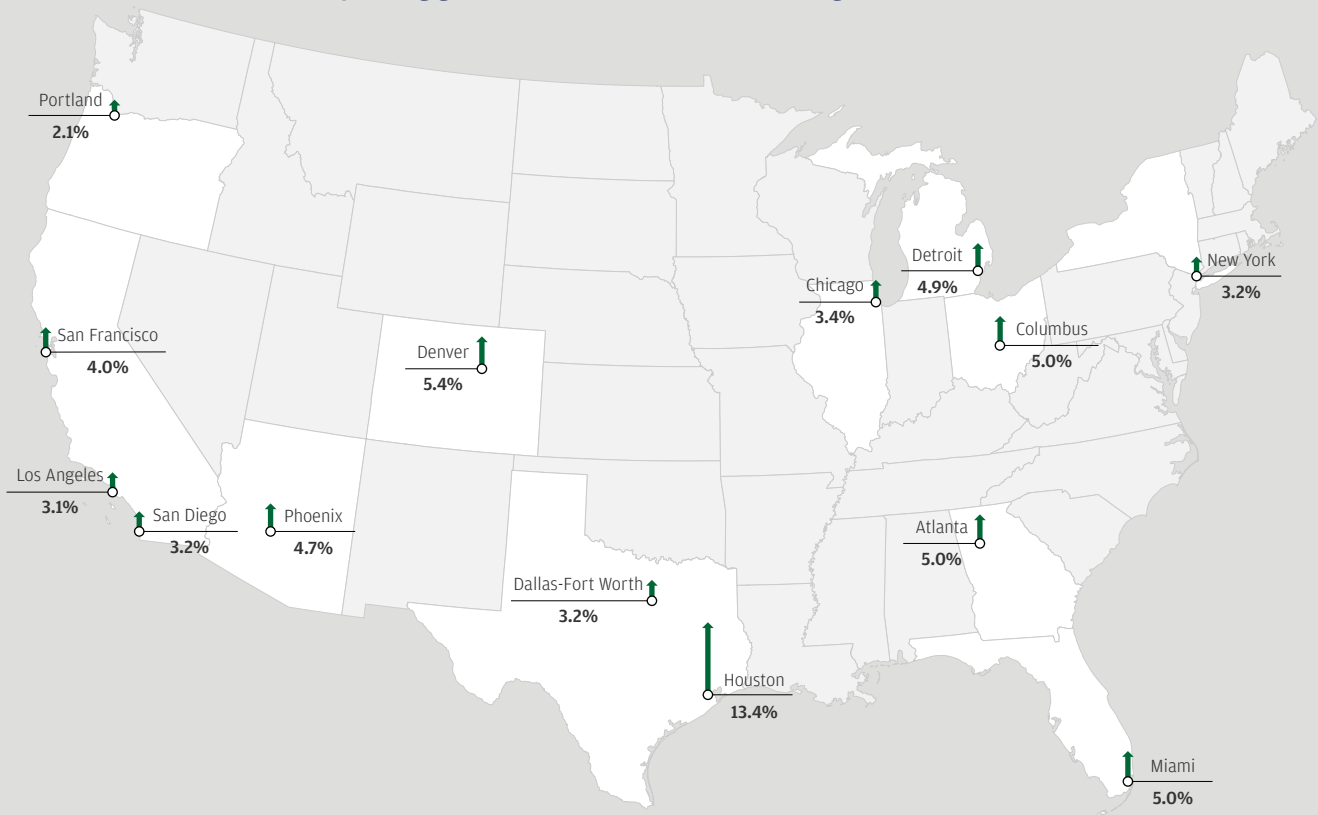 Portland
2.1%
Detroit
4.9%
New York
3.2%
Chicago
3.4%
San Francisco
4.0%
Columbus
5.0%
Denver
5.4%
Los Angeles
3.1%
San Diego
3.2%
Phoenix
4.7%
Atlanta
5.0%
Dallas-Fort Worth
3.2%
Houston
13.4%
Miami
5.0%